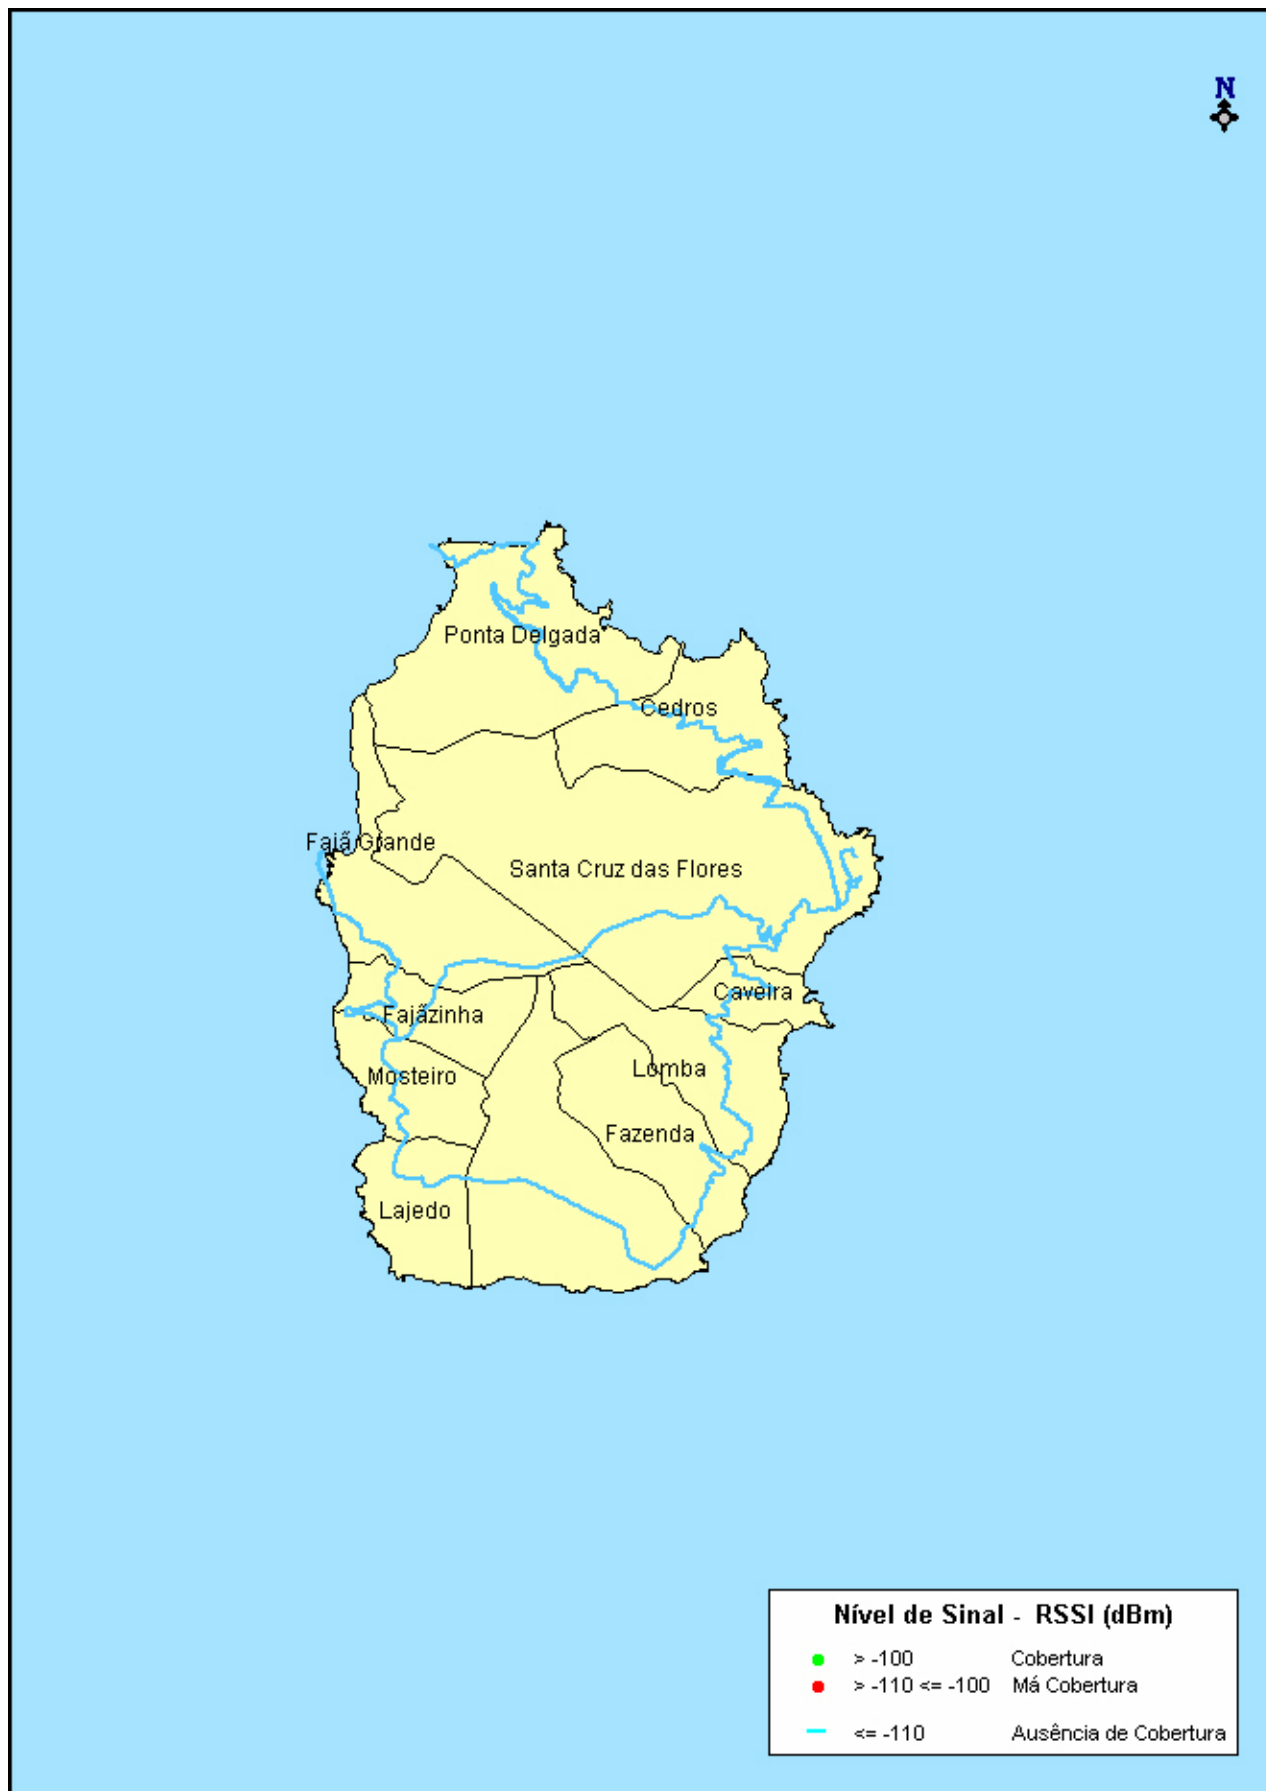 N
Ponta Delgada
Cedros
Fajã Grande
Santa Cruz das Flores
Caveira
Fajãzinha
Lomba
Mosteiro
Fazenda
Lajedo
Nível de Sinal - RSSI (dBm)
> -100 Cobertura
> -110 <= -100 Má Cobertura
<= -110 Ausência de Cobertura